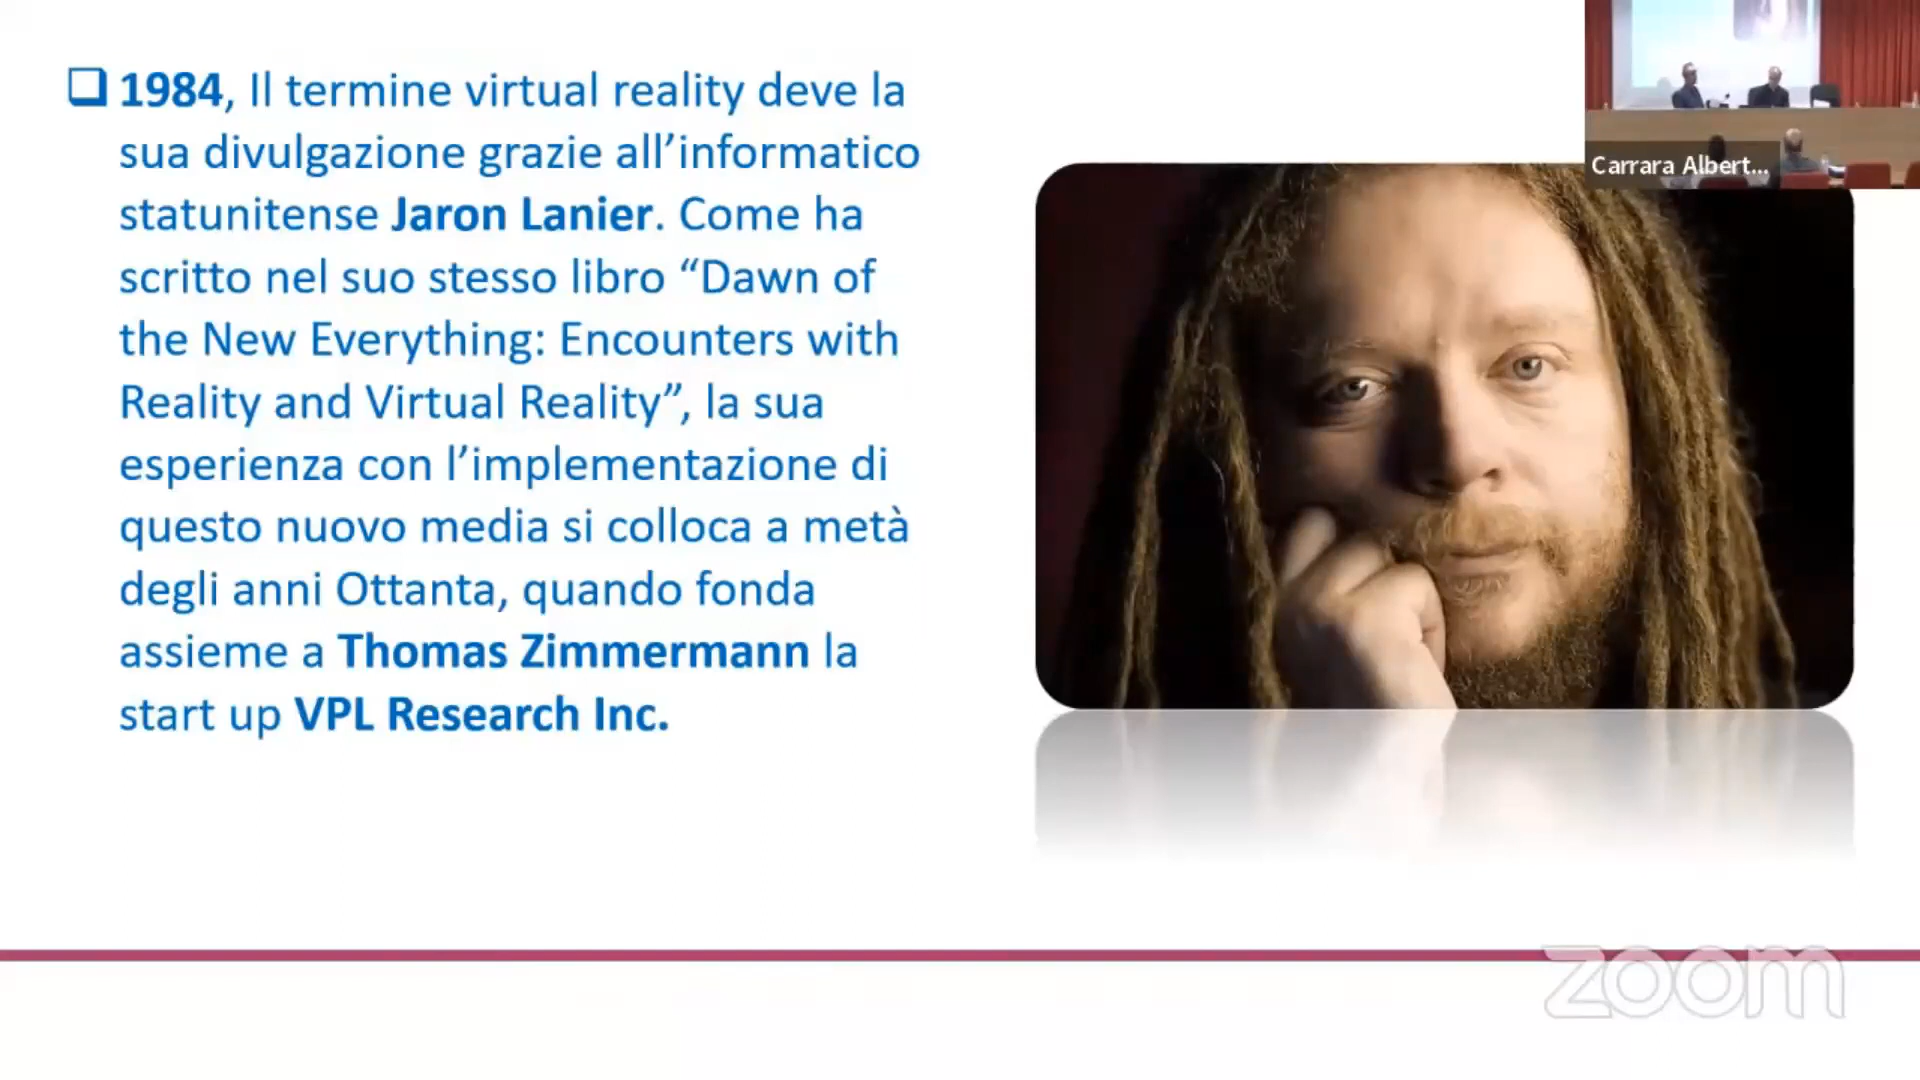 ❑ 1984, Il termine virtual reality deve la
sua divulgazione grazie all’informatico
statunitense Jaron Lanier. Come ha
scritto nel suo stesso libro “Dawn of
the New Everything: Encounters with
Reality and Virtual Reality”, la sua
esperienza con l’implementazione di
questo nuovo media si colloca a metà
degli anni Ottanta, quando fonda
assieme a Thomas Zimmermann la
start up VPL Research Inc.
Carrara Albert...
zoom